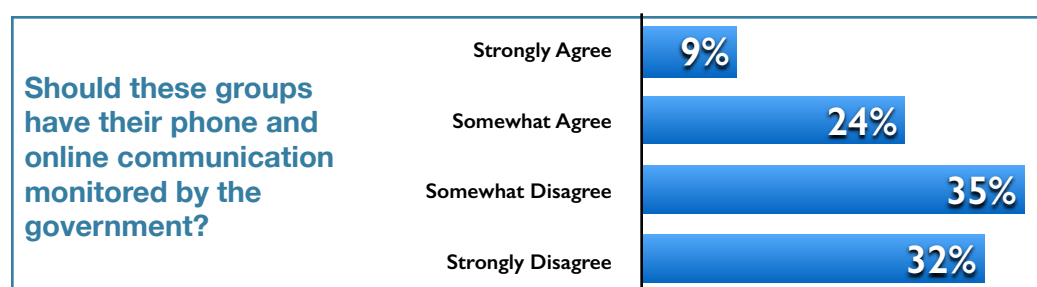 Should these groups
have their phone and
online communication
monitored by the
government?
Strongly Agree 9%
Somewhat Agree 24%
Somewhat Disagree 35%
Strongly Disagree 32%